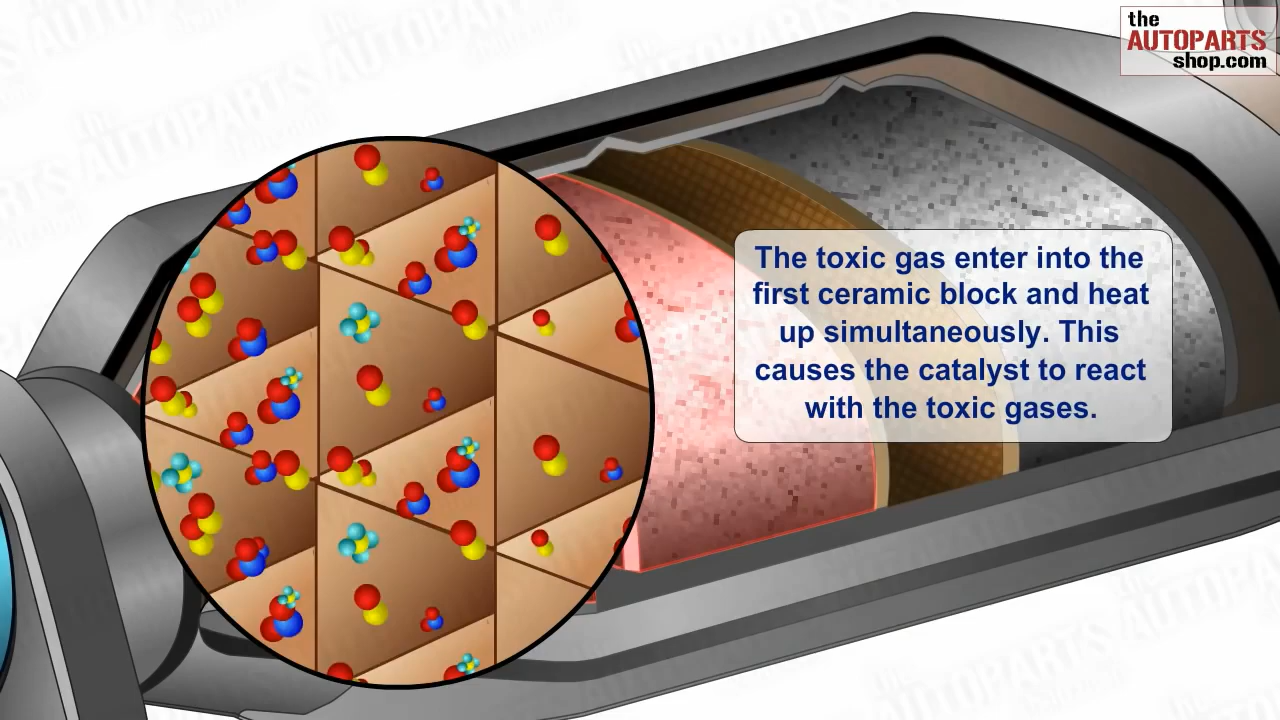 the
AUTOPARTS
shop.com
The toxic gas enter into the
first ceramic block and heat
up simultaneously. This
causes the catalyst to react
with the toxic gases.